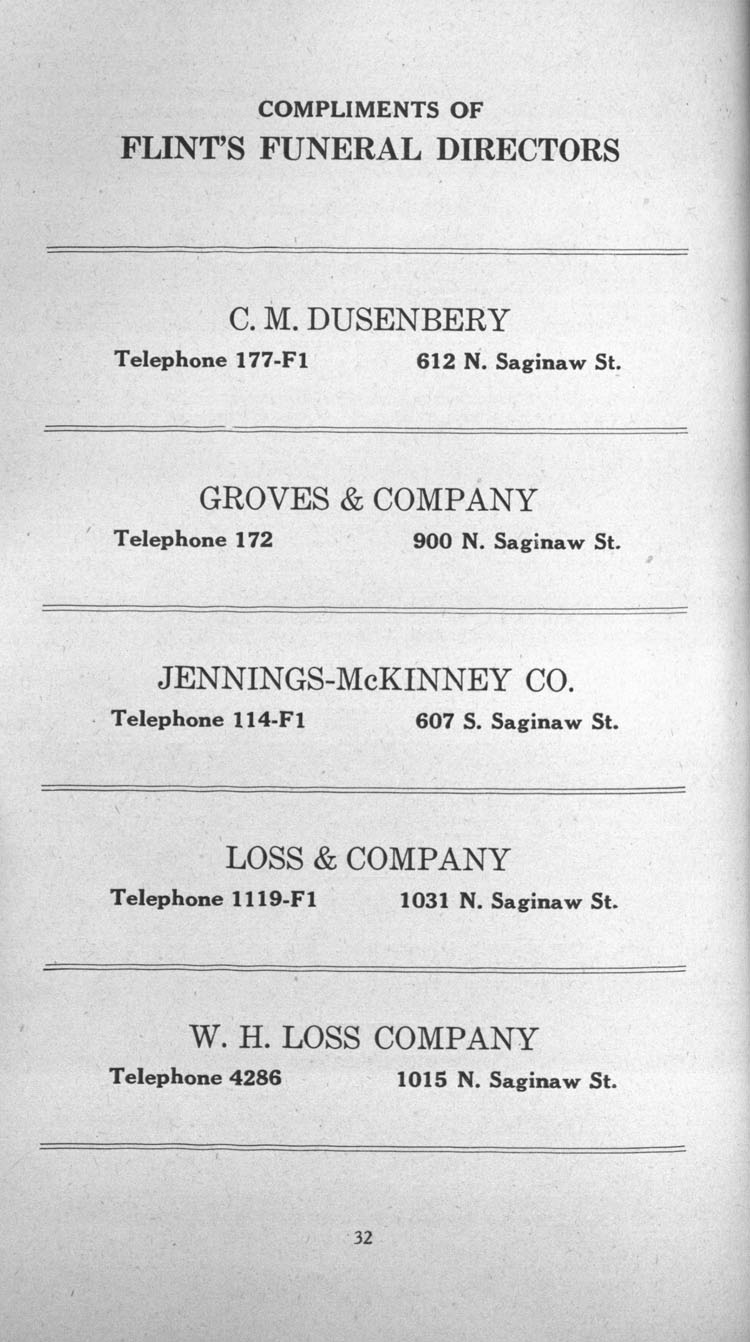 COMPLIMENTS OF
FLINT'S FUNERAL DIRECTORS
C. M. DUSENBERY
Telephone 177-F1 612 N. Saginaw St.
GROVES & COMPANY
Telephone 172 900 N. Saginaw St.
JENNINGS-McKINNEY CO.
Telephone 114-F1 607 S. Saginaw St.
LOSS & COMPANY
Telephone 1119-F1 1031 N. Saginaw St.
W. H. LOSS COMPANY
Telephone 4286 1015 N. Saginaw St.
32